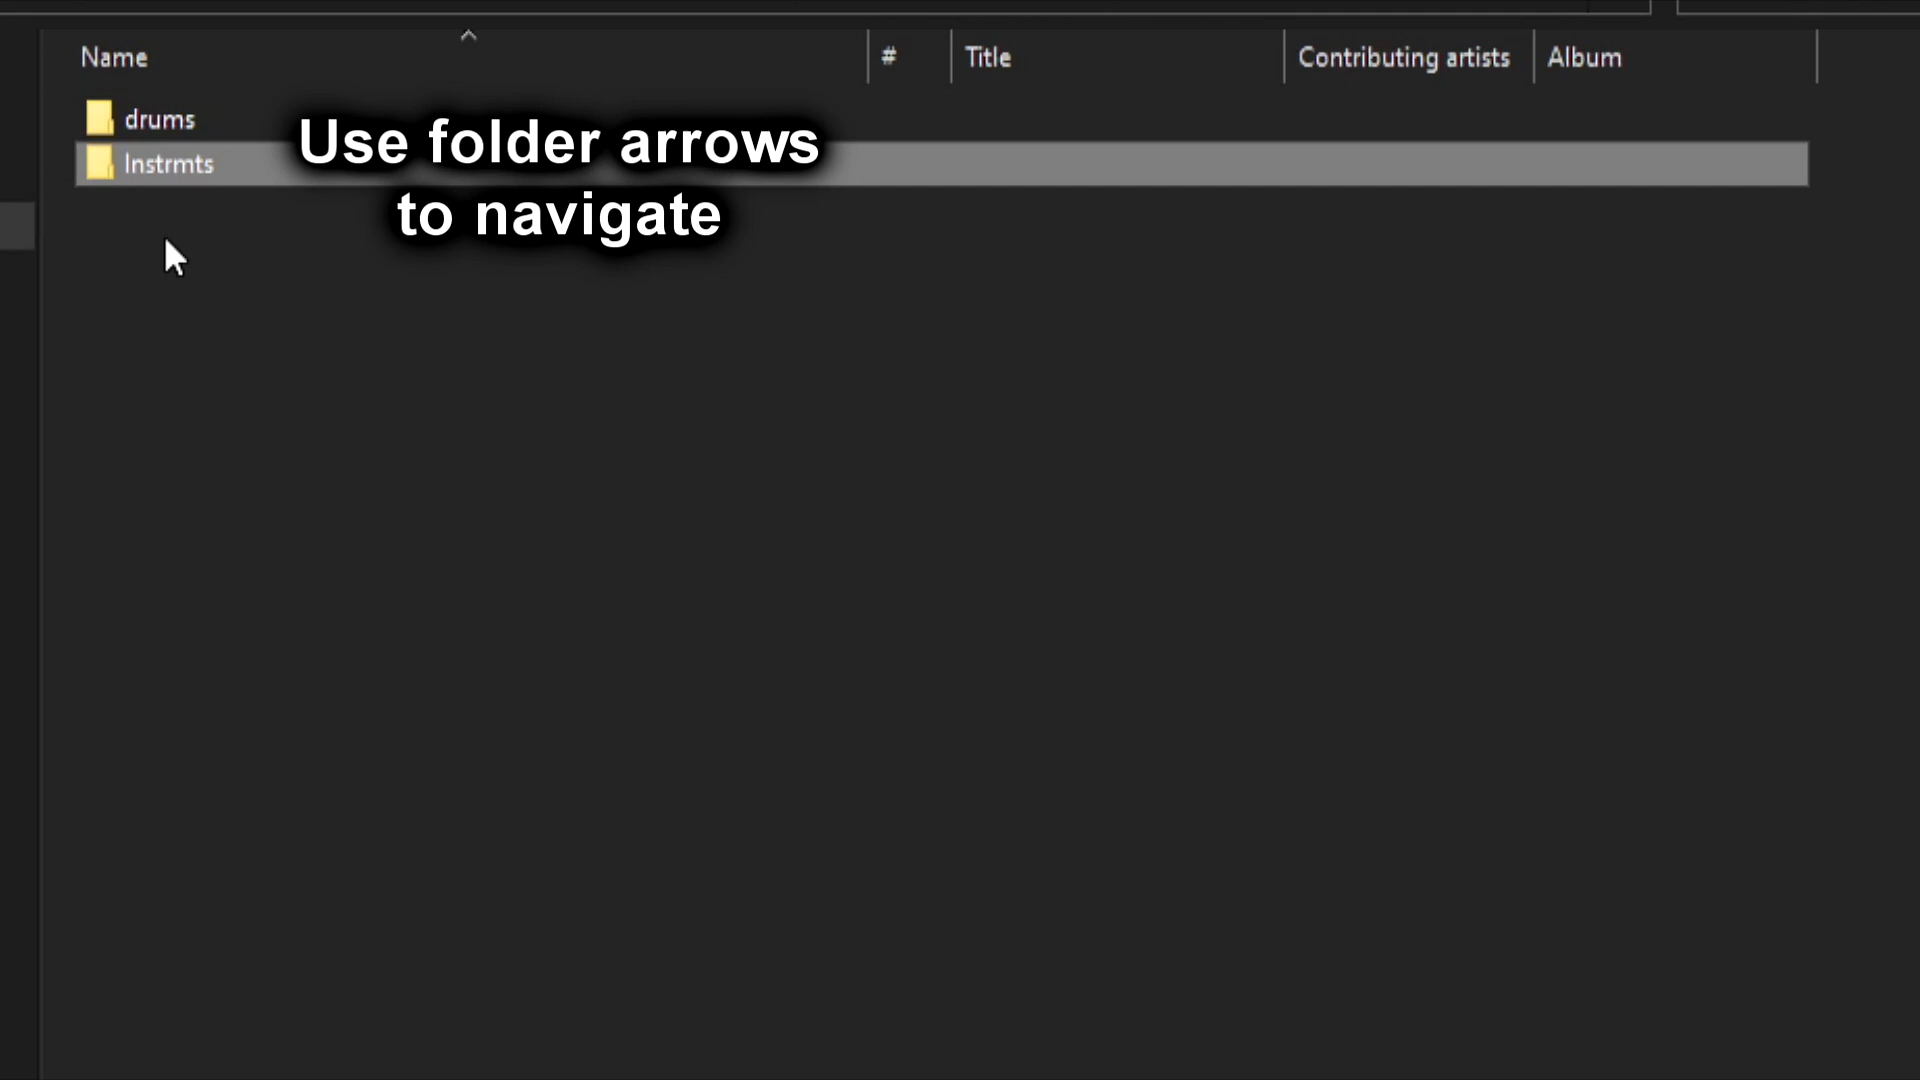 Name # Title Contributing artists Album
drums
Instrmts
Use folder arrows
to navigate